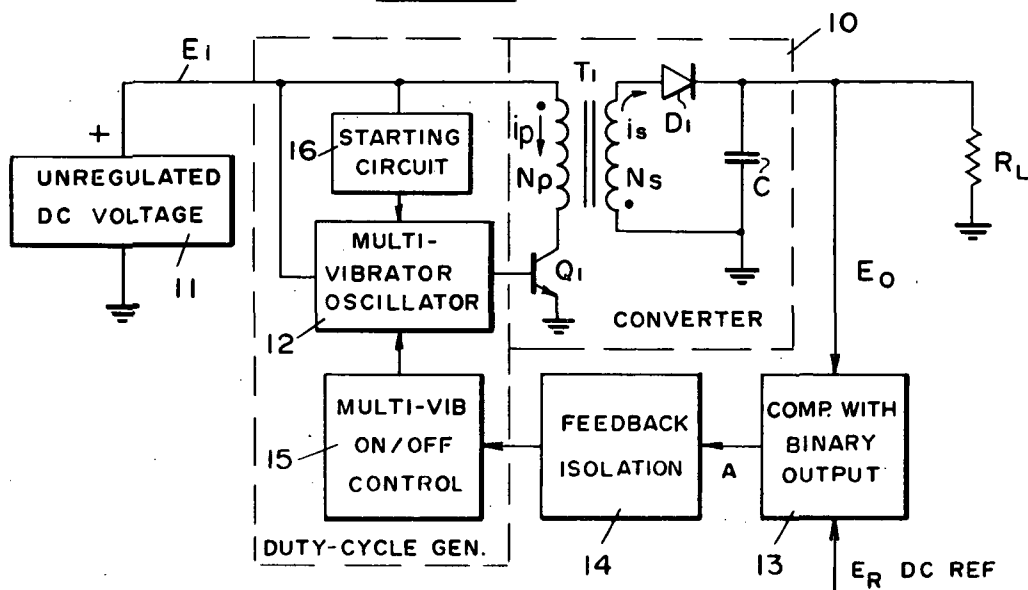 10
E1
T1
+
16
STARTING
CIRCUIT
ip
Np
is
Ns
D1
C
RL
UNREGULATED
DC VOLTAGE
11
MULTI-
VIBRATOR
OSCILLATOR
12
Q1
CONVERTER
EO
15
MULTI-VIB
ON/OFF
CONTROL
FEEDBACK
ISOLATION
14
A
COMP. WITH
BINARY
OUTPUT
13
DUTY-CYCLE GEN.
ER DC REF